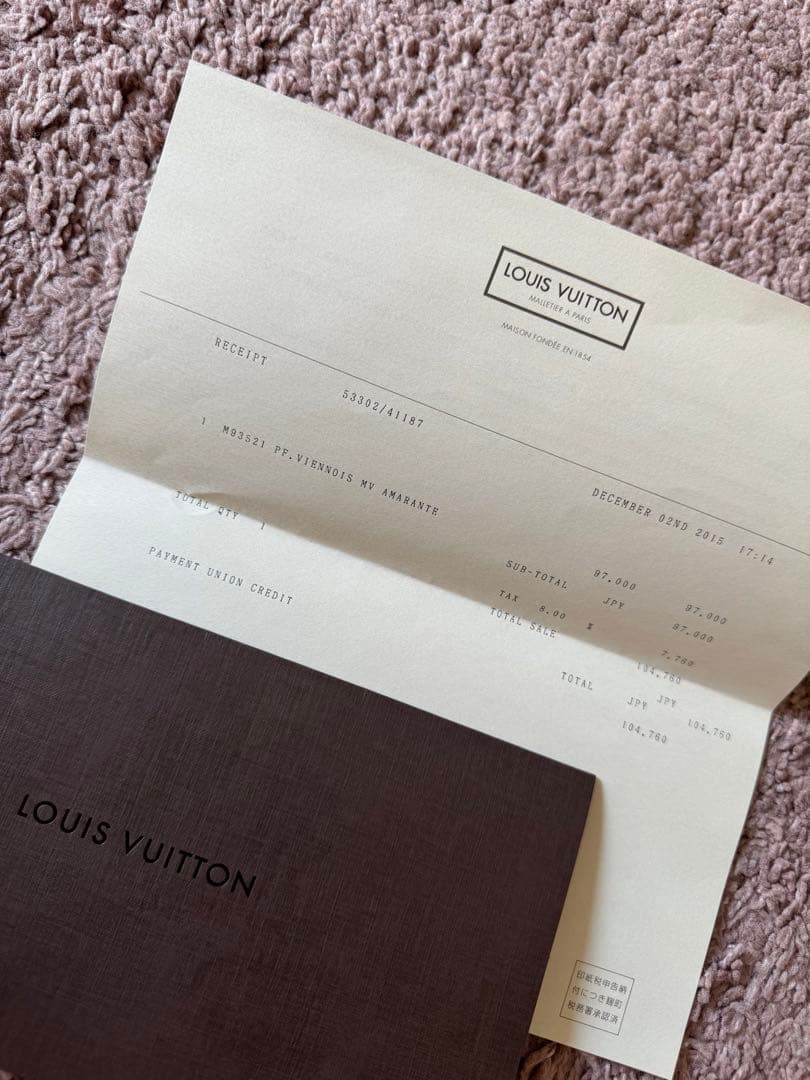 LOUIS VUITTON
MALLETIER A PARIS
MAISON FONDÉE EN 1854
RECEIPT
53302/41187
DECEMBER 02ND 2015 17:14
1 M93521 PF.VIENNOIS MV AMARANTE
97.000 97.000
TOTAL QTY 1
SUB-TOTAL JPY 97.000
TAX 8.00 % 7.760
TOTAL SALE 104.760
PAYMENT UNION CREDIT
JPY 104.760
TOTAL JPY 104.760
LOUIS VUITTON
印紙税申告納
付につき麹町
税務署承認済